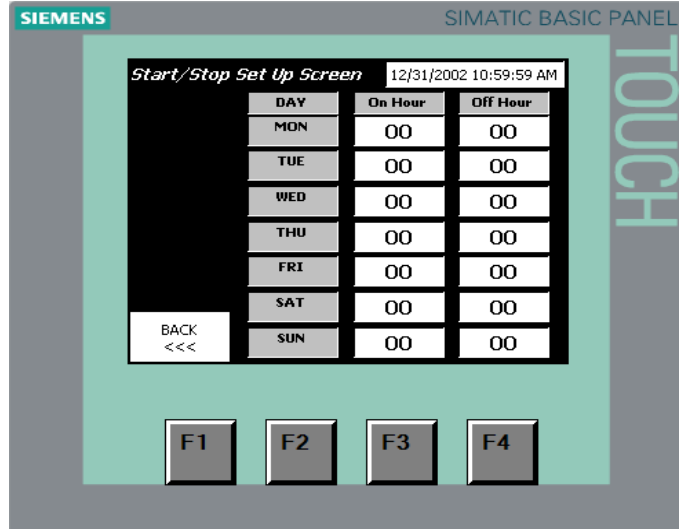 SIEMENS
SIMATIC BASIC PANEL
TOUCH
Start/Stop Set Up Screen 12/31/2002 10:59:59 AM
DAY On Hour Off Hour
MON 00 00
TUE 00 00
WED 00 00
THU 00 00
FRI 00 00
SAT 00 00
SUN 00 00
BACK
<<<
F1 F2 F3 F4